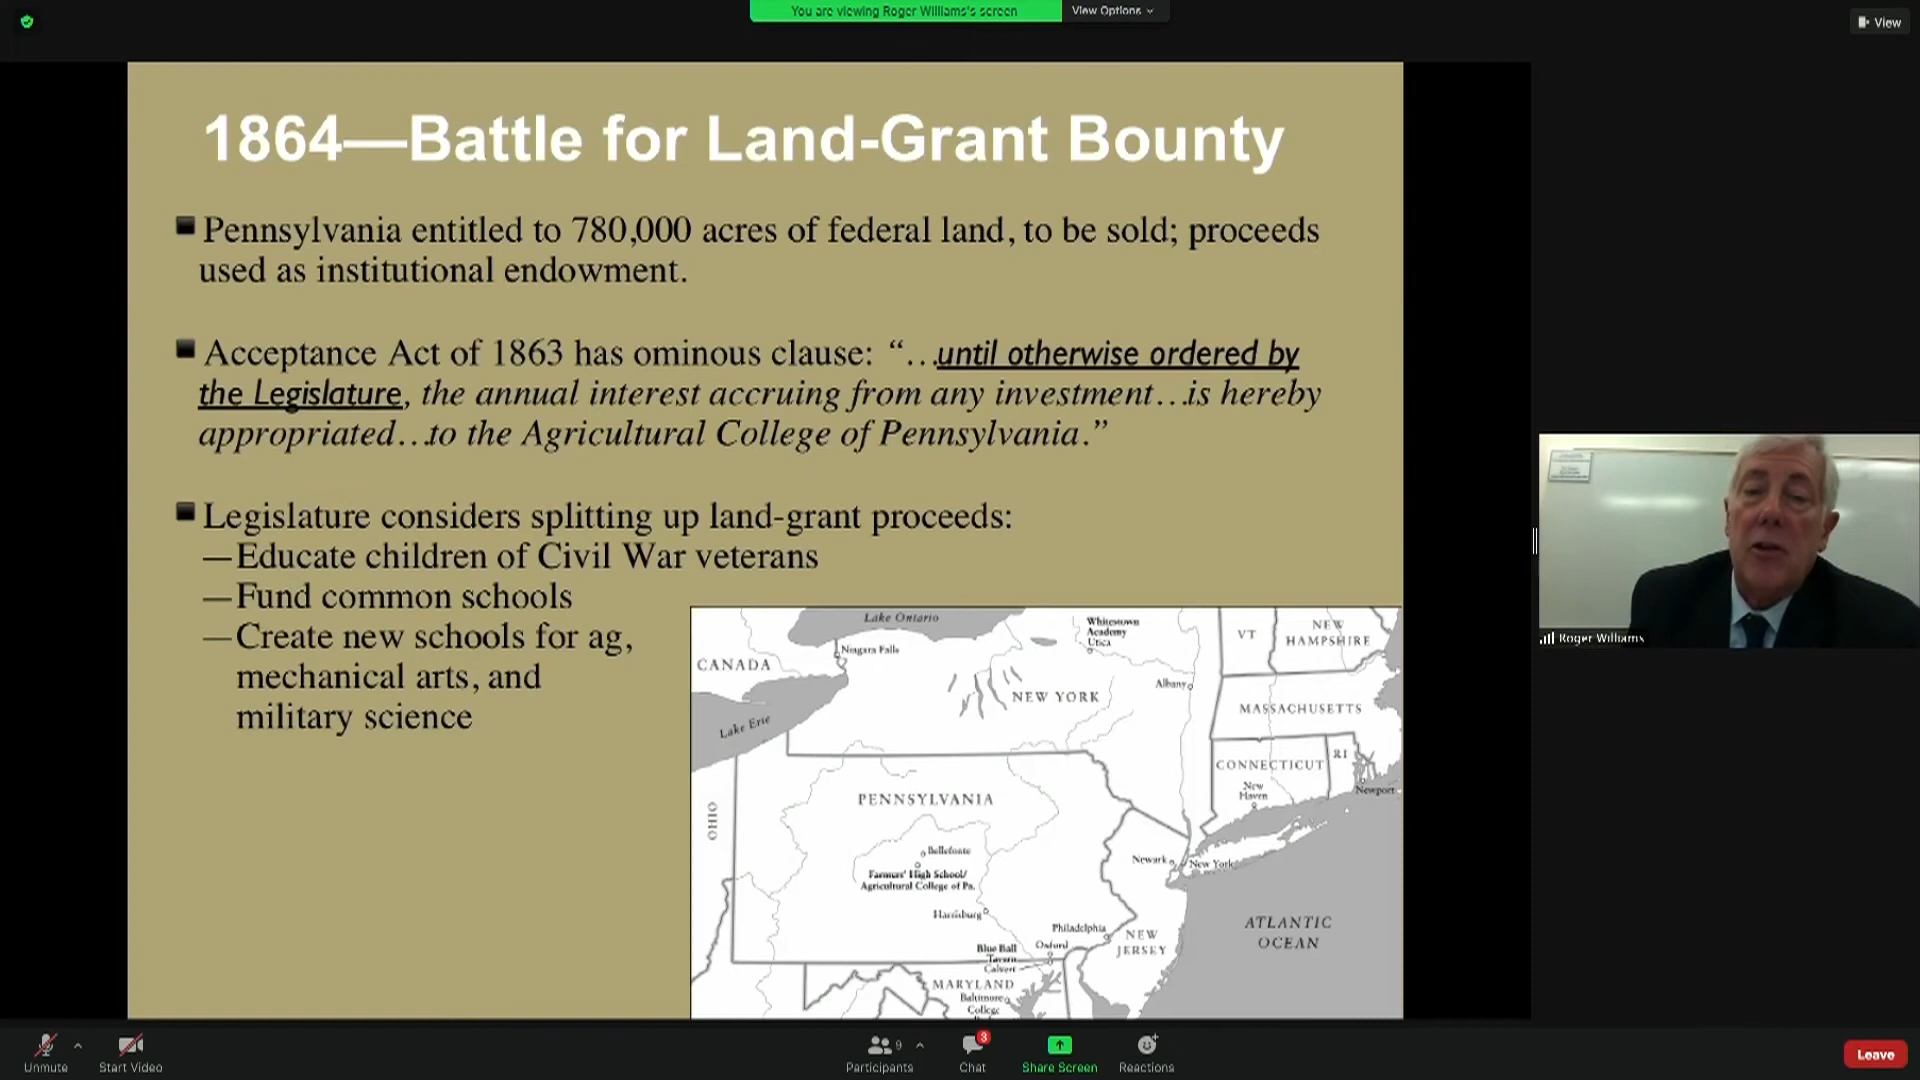 You are viewing Roger Williams's screen
View Options
View
1864—Battle for Land-Grant Bounty
Pennsylvania entitled to 780,000 acres of federal land, to be sold; proceeds
used as institutional endowment.
Acceptance Act of 1863 has ominous clause: “…until otherwise ordered by
the Legislature, the annual interest accruing from any investment…is hereby
appropriated…to the Agricultural College of Pennsylvania.”
Legislature considers splitting up land-grant proceeds:
—Educate children of Civil War veterans
—Fund common schools
—Create new schools for ag,
mechanical arts, and
military science
Lake Ontario
Whitestown
Academy
Utica
VT
NEW
HAMPSHIRE
Niagara Falls
CANADA
NEW YORK
Albany
MASSACHUSETTS
Lake Erie
CONNECTICUT
RI
New
Haven
Newport
OHIO
PENNSYLVANIA
Bellefonte
Farmers' High School/
Agricultural College of Pa.
Newark
New York
Harrisburg
Philadelphia
NEW
JERSEY
ATLANTIC
OCEAN
Blue Ball
Tavern
Oxford
Calvert
MARYLAND
Baltimore
College
Roger Williams
Unmute
Start Video
9
Participants
3
Chat
Share Screen
Reactions
Leave